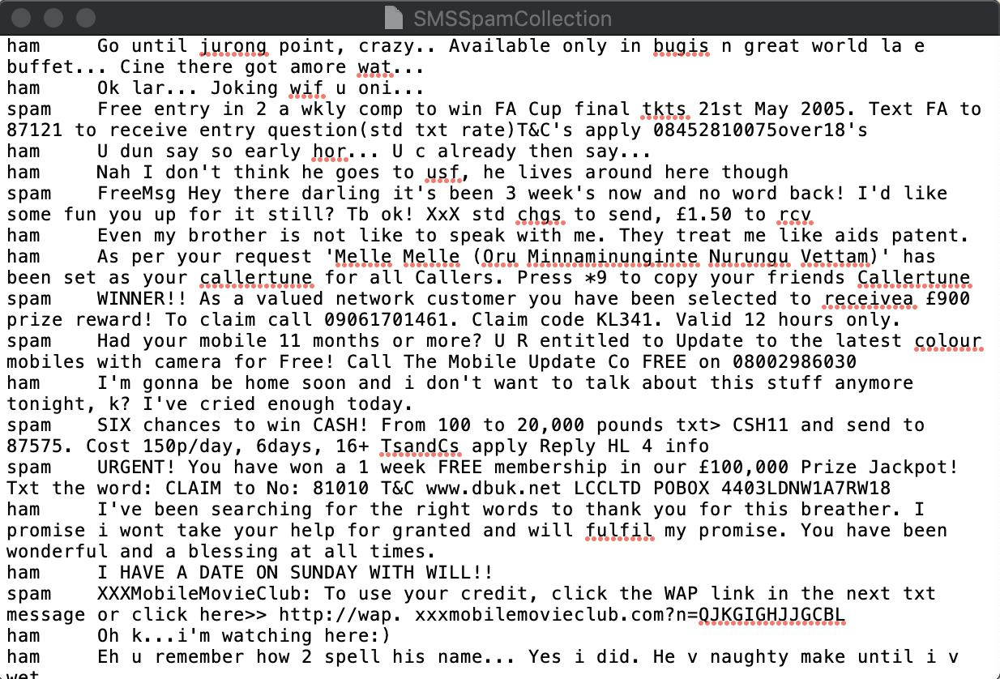 SMSSpamCollection
ham Go until jurong point, crazy.. Available only in bugis n great world la e
buffet... Cine there got amore wat...
ham Ok lar... Joking wif u oni...
spam Free entry in 2 a wkly comp to win FA Cup final tkts 21st May 2005. Text FA to
87121 to receive entry question(std txt rate)T&C's apply 08452810075over18's
ham U dun say so early hor... U c already then say...
ham Nah I don't think he goes to usf, he lives around here though
spam FreeMsg Hey there darling it's been 3 week's now and no word back! I'd like
some fun you up for it still? Tb ok! XxX std chgs to send, £1.50 to rcv
ham Even my brother is not like to speak with me. They treat me like aids patent.
ham As per your request 'Melle Melle (Oru Minnaminunginte Nurungu Vettam)' has
been set as your callertune for all Callers. Press *9 to copy your friends Callertune
spam WINNER!! As a valued network customer you have been selected to receivea £900
prize reward! To claim call 09061701461. Claim code KL341. Valid 12 hours only.
spam Had your mobile 11 months or more? U R entitled to Update to the latest colour
mobiles with camera for Free! Call The Mobile Update Co FREE on 08002986030
ham I'm gonna be home soon and i don't want to talk about this stuff anymore
tonight, k? I've cried enough today.
spam SIX chances to win CASH! From 100 to 20,000 pounds txt> CSH11 and send to
87575. Cost 150p/day, 6days, 16+ TsandCs apply Reply HL 4 info
spam URGENT! You have won a 1 week FREE membership in our £100,000 Prize Jackpot!
Txt the word: CLAIM to No: 81010 T&C www.dbuk.net LCCLTD POBOX 4403LDNW1A7RW18
ham I've been searching for the right words to thank you for this breather. I
promise i wont take your help for granted and will fulfil my promise. You have been
wonderful and a blessing at all times.
ham I HAVE A DATE ON SUNDAY WITH WILL!!
spam XXXMobileMovieClub: To use your credit, click the WAP link in the next txt
message or click here>> http://wap. xxxmobilemovieclub.com?n=QJKGIGHJJGCBL
ham Oh k...i'm watching here:)
ham Eh u remember how 2 spell his name... Yes i did. He v naughty make until i v
wet